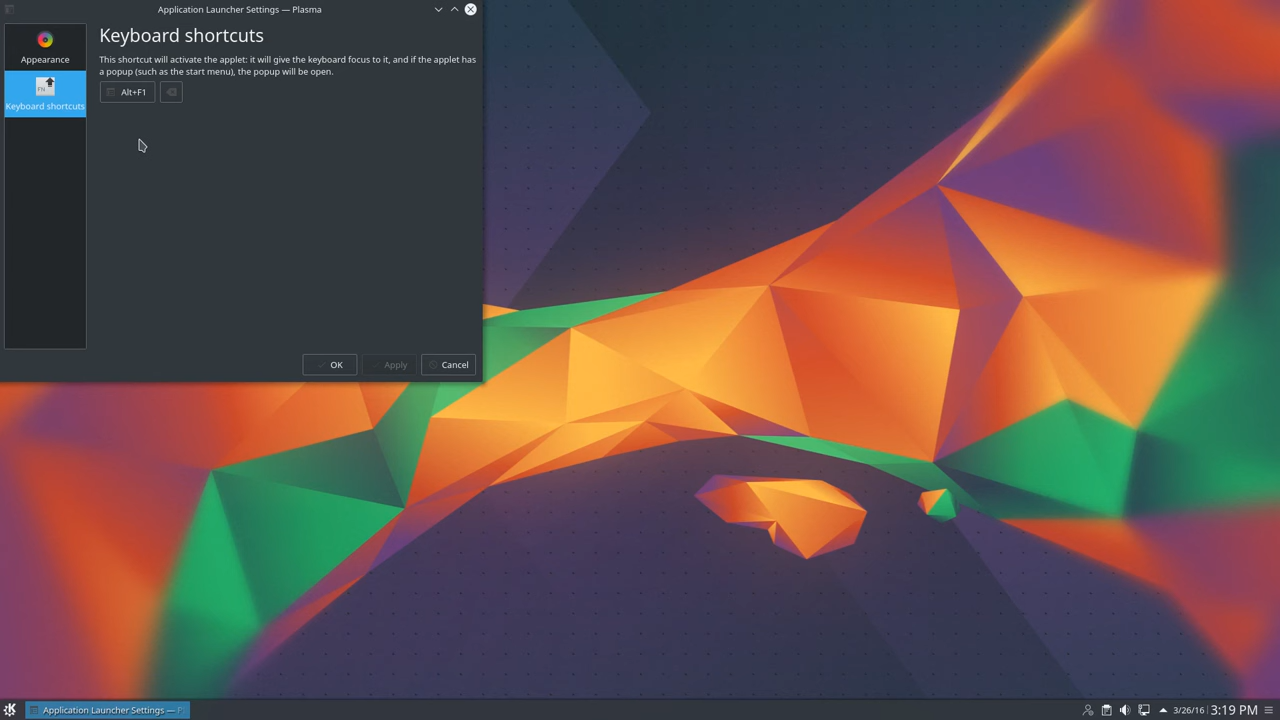 Application Launcher Settings — Plasma
Appearance
Keyboard shortcuts
Keyboard shortcuts
This shortcut will activate the applet: it will give the keyboard focus to it, and if the applet has
a popup (such as the start menu), the popup will be open.
Alt+F1
OK
Apply
Cancel
Application Launcher Settings — P
3/26/16
3:19 PM